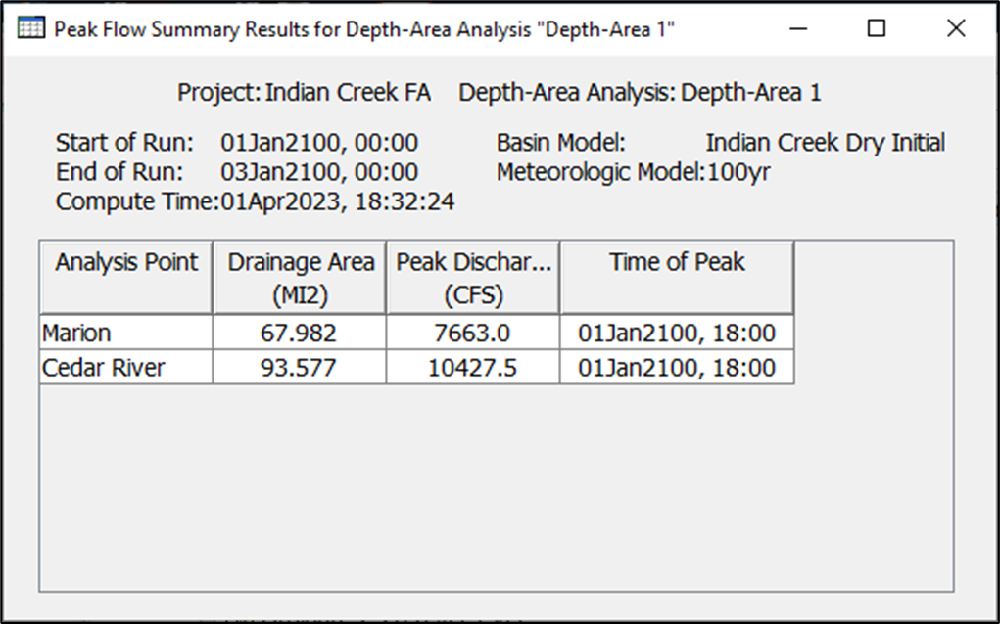 Peak Flow Summary Results for Depth-Area Analysis "Depth-Area 1"
Project: Indian Creek FA Depth-Area Analysis: Depth-Area 1
Start of Run: 01Jan2100, 00:00 Basin Model: Indian Creek Dry Initial
End of Run: 03Jan2100, 00:00 Meteorologic Model:100yr
Compute Time:01Apr2023, 18:32:24
Analysis Point Drainage Area Peak Dischar... Time of Peak
(MI2) (CFS)
Marion 67.982 7663.0 01Jan2100, 18:00
Cedar River 93.577 10427.5 01Jan2100, 18:00